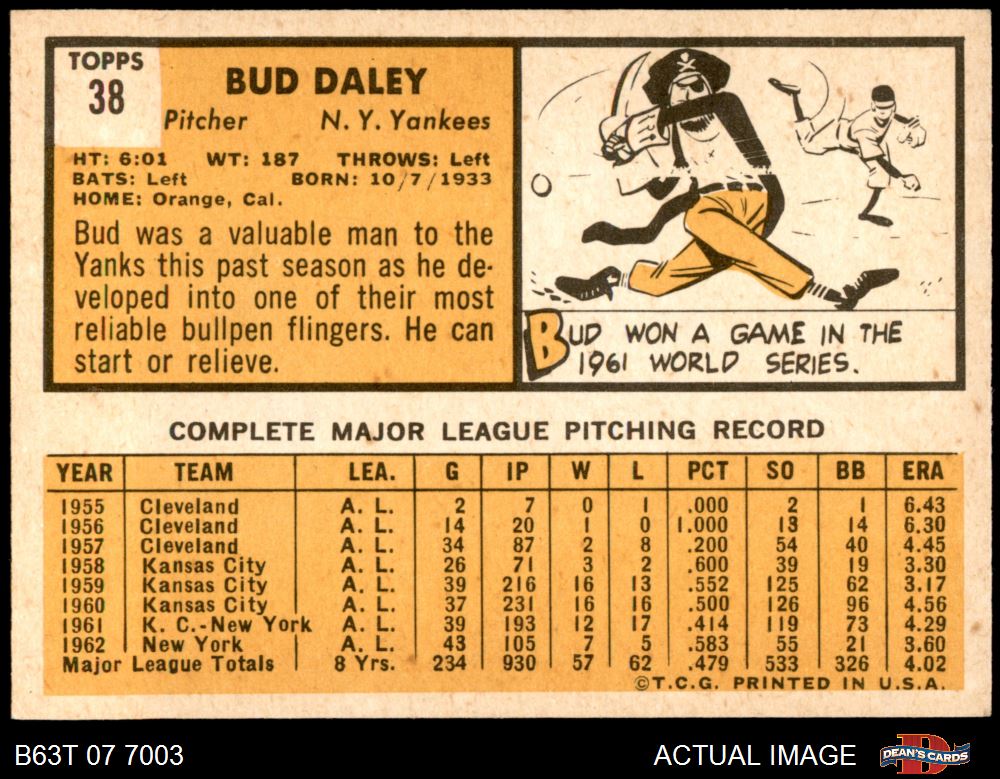 TOPPS
38
BUD DALEY
Pitcher N. Y. Yankees
HT: 6:01 WT: 187 THROWS: Left
BATS: Left BORN: 10/7/1933
HOME: Orange, Cal.
Bud was a valuable man to the
Yanks this past season as he de-
veloped into one of their most
reliable bullpen flingers. He can
start or relieve.
BUD WON A GAME IN THE
1961 WORLD SERIES.
COMPLETE MAJOR LEAGUE PITCHING RECORD
YEAR TEAM LEA. G IP W L PCT SO BB ERA
1955 Cleveland A. L. 2 7 0 1 .000 2 1 6.43
1956 Cleveland A. L. 14 20 1 0 1.000 13 14 6.30
1957 Cleveland A. L. 34 87 2 8 .200 54 40 4.45
1958 Kansas City A. L. 26 71 3 2 .600 39 19 3.30
1959 Kansas City A. L. 39 216 16 13 .552 125 62 3.17
1960 Kansas City A. L. 37 231 16 16 .500 126 96 4.56
1961 K. C.-New York A. L. 39 193 12 17 .414 119 73 4.29
1962 New York A. L. 43 105 7 5 .583 55 21 3.60
Major League Totals 8 Yrs. 234 930 57 62 .479 533 326 4.02
©T.C.G. PRINTED IN U.S.A.
B63T 07 7003 ACTUAL IMAGE DEAN'S CARDS